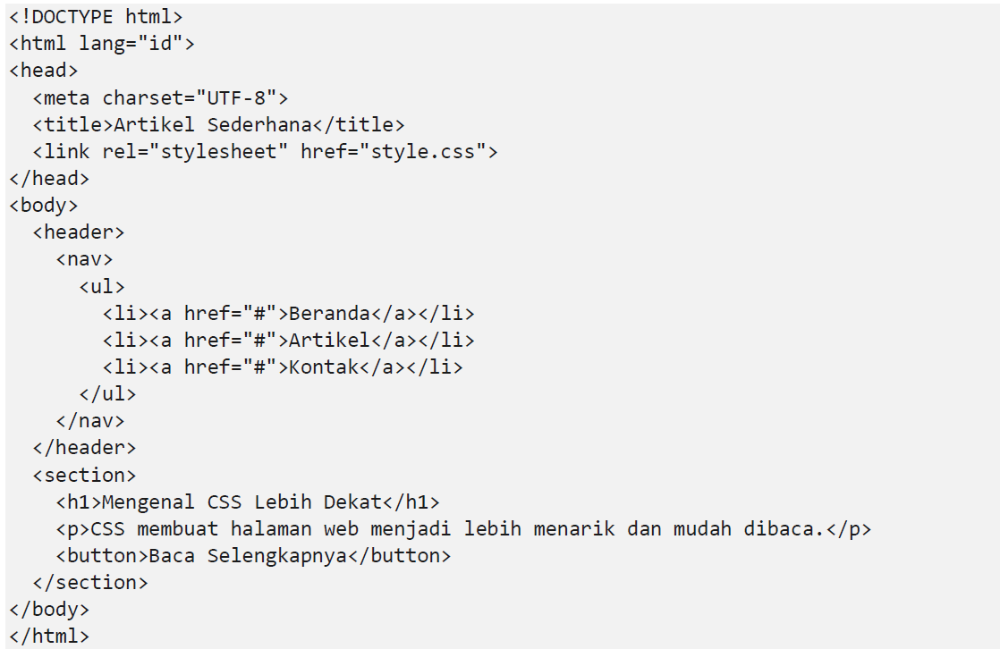 <!DOCTYPE html>
<html lang="id">
<head>
  <meta charset="UTF-8">
  <title>Artikel Sederhana</title>
  <link rel="stylesheet" href="style.css">
</head>
<body>
  <header>
    <nav>
      <ul>
        <li><a href="#">Beranda</a></li>
        <li><a href="#">Artikel</a></li>
        <li><a href="#">Kontak</a></li>
      </ul>
    </nav>
  </header>
  <section>
    <h1>Mengenal CSS Lebih Dekat</h1>
    <p>CSS membuat halaman web menjadi lebih menarik dan mudah dibaca.</p>
    <button>Baca Selengkapnya</button>
  </section>
</body>
</html>